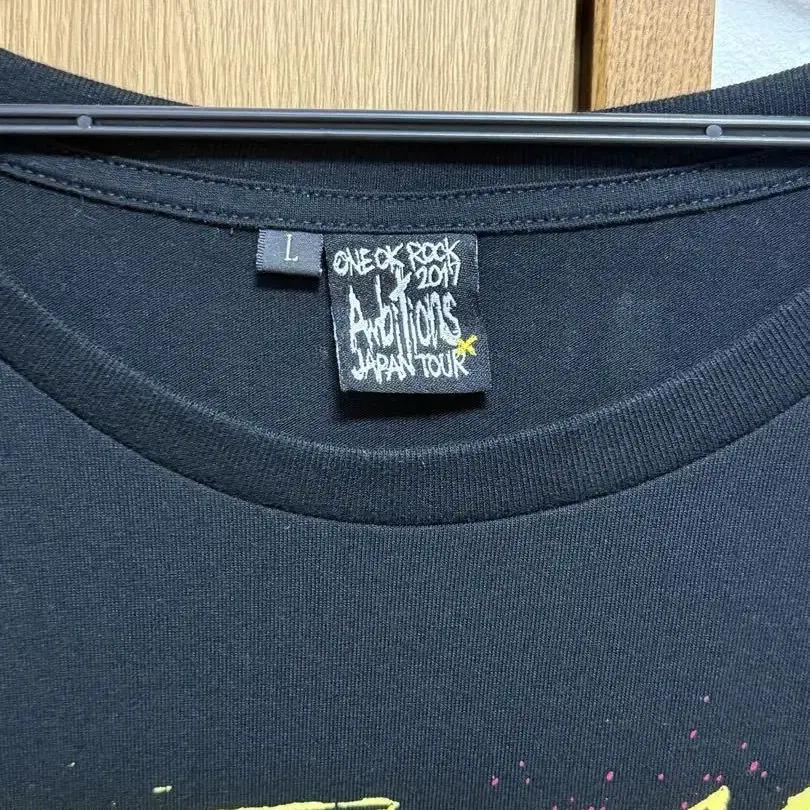 L
ONE OK ROCK
2017
Ambitions
JAPAN TOUR